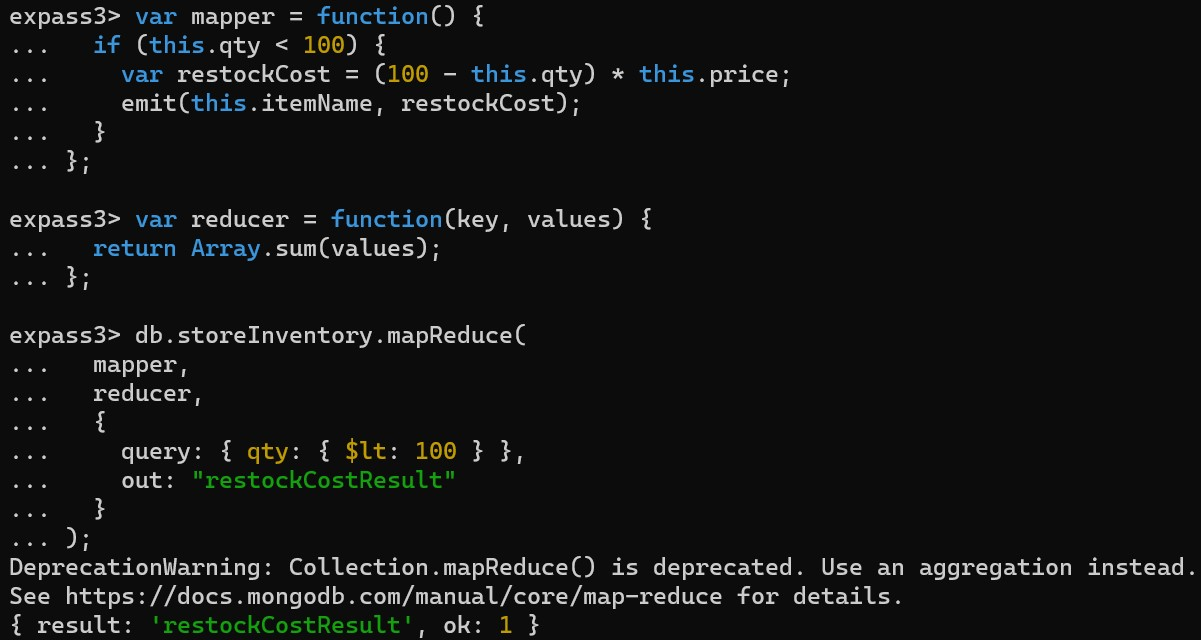 expass3> var mapper = function() {
...   if (this.qty < 100) {
...     var restockCost = (100 - this.qty) * this.price;
...     emit(this.itemName, restockCost);
...   }
... };

expass3> var reducer = function(key, values) {
...   return Array.sum(values);
... };

expass3> db.storeInventory.mapReduce(
...   mapper,
...   reducer,
...   {
...     query: { qty: { $lt: 100 } },
...     out: "restockCostResult"
...   }
... );
DeprecationWarning: Collection.mapReduce() is deprecated. Use an aggregation instead.
See https://docs.mongodb.com/manual/core/map-reduce for details.
{ result: 'restockCostResult', ok: 1 }